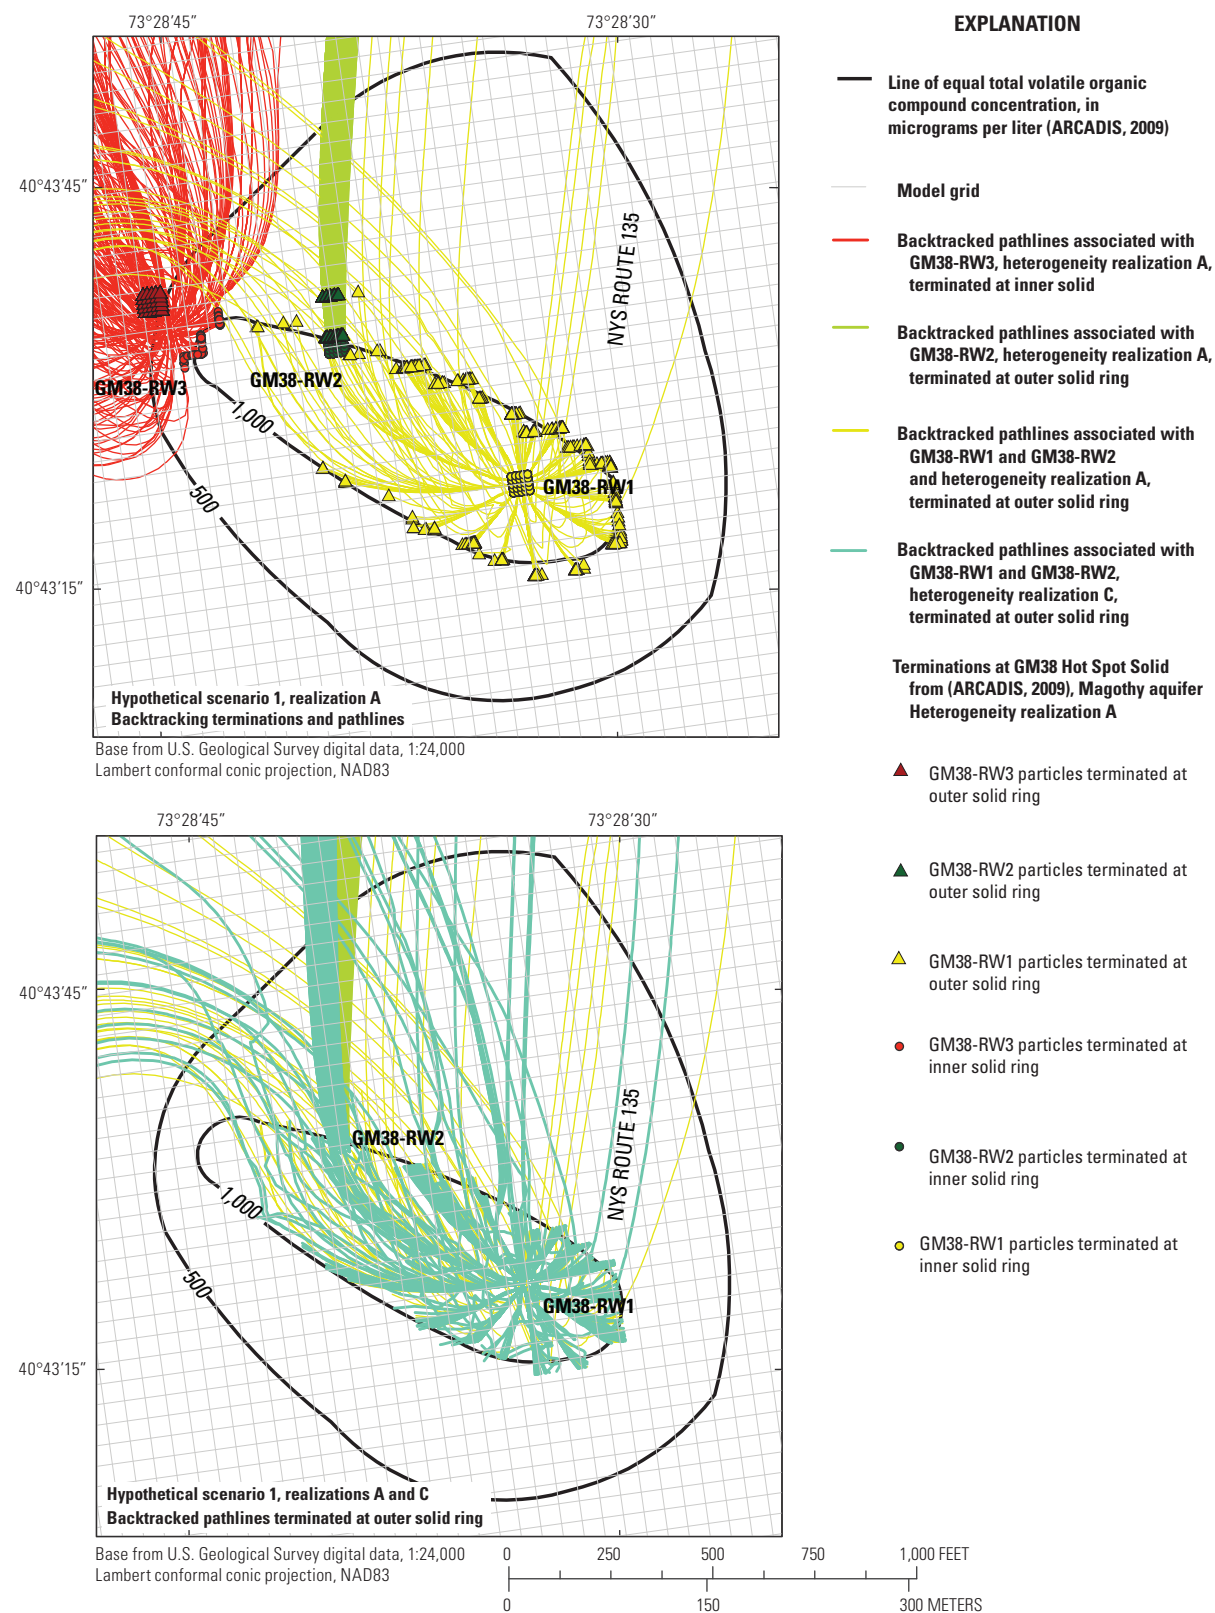 73°28′45″
73°28′30″
40°43′45″
40°43′15″
NYS ROUTE 135
GM38-RW3
GM38-RW2
GM38-RW1
1,000
500
Hypothetical scenario 1, realization A
Backtracking terminations and pathlines
Base from U.S. Geological Survey digital data, 1:24,000
Lambert conformal conic projection, NAD83
73°28′45″
73°28′30″
40°43′45″
40°43′15″
NYS ROUTE 135
GM38-RW2
GM38-RW1
1,000
500
Hypothetical scenario 1, realizations A and C
Backtracked pathlines terminated at outer solid ring
Base from U.S. Geological Survey digital data, 1:24,000
Lambert conformal conic projection, NAD83
0 250 500 750 1,000 FEET
0 150 300 METERS
EXPLANATION
Line of equal total volatile organic
compound concentration, in
micrograms per liter (ARCADIS, 2009)
Model grid
Backtracked pathlines associated with
GM38-RW3, heterogeneity realization A,
terminated at inner solid
Backtracked pathlines associated with
GM38-RW2, heterogeneity realization A,
terminated at outer solid ring
Backtracked pathlines associated with
GM38-RW1 and GM38-RW2
and heterogeneity realization A,
terminated at outer solid ring
Backtracked pathlines associated with
GM38-RW1 and GM38-RW2,
heterogeneity realization C,
terminated at outer solid ring
Terminations at GM38 Hot Spot Solid
from (ARCADIS, 2009), Magothy aquifer
Heterogeneity realization A
GM38-RW3 particles terminated at
outer solid ring
GM38-RW2 particles terminated at
outer solid ring
GM38-RW1 particles terminated at
outer solid ring
GM38-RW3 particles terminated at
inner solid ring
GM38-RW2 particles terminated at
inner solid ring
GM38-RW1 particles terminated at
inner solid ring